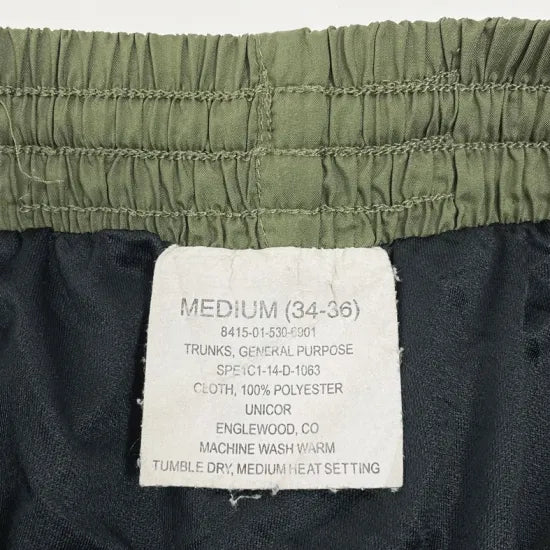 MEDIUM (34-36)
8415-01-530-6901
TRUNKS, GENERAL PURPOSE
SPE1C1-14-D-1063
CLOTH, 100% POLYESTER
UNICOR
ENGLEWOOD, CO
MACHINE WASH WARM
TUMBLE DRY, MEDIUM HEAT SETTING